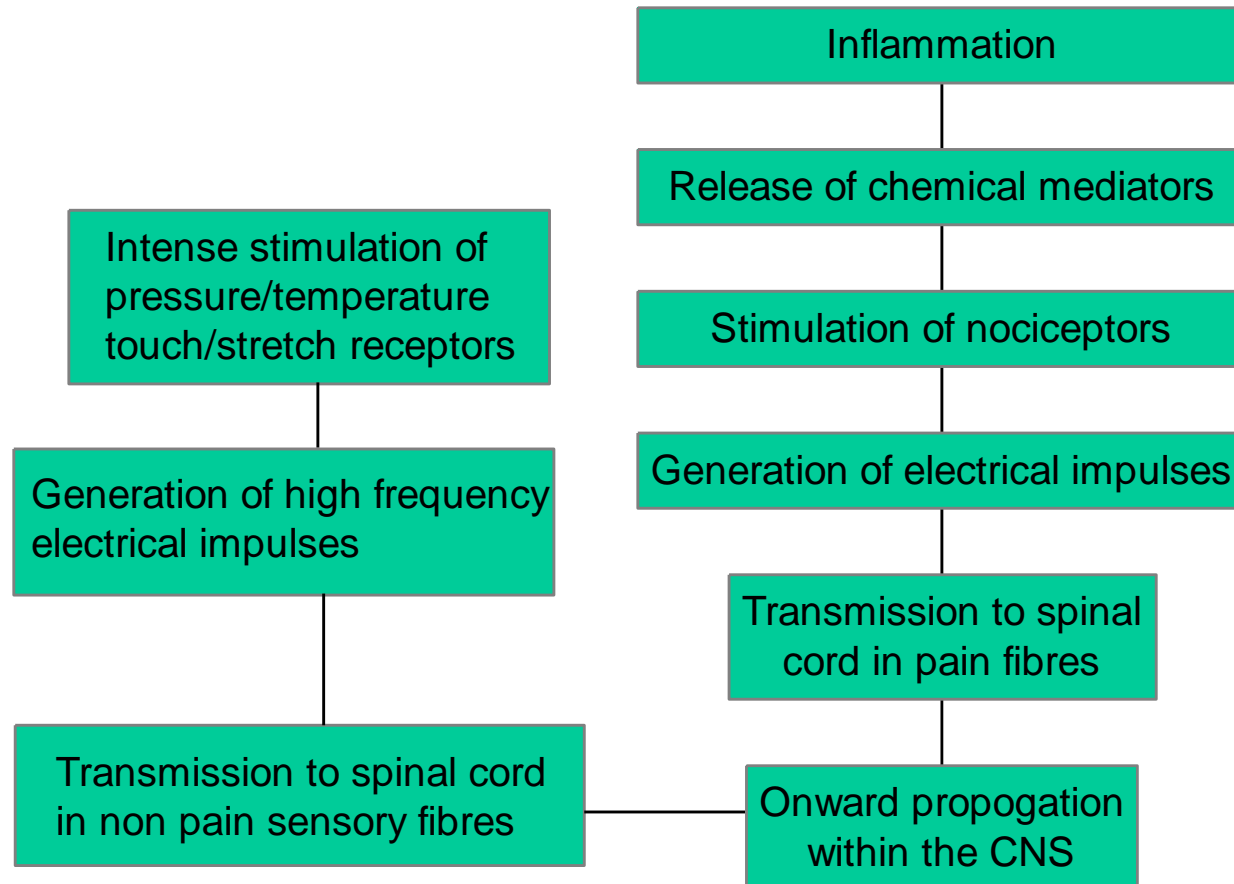 Inflammation
Release of chemical mediators
Stimulation of nociceptors
Generation of electrical impulses
Transmission to spinal
cord in pain fibres
Intense stimulation of
pressure/temperature
touch/stretch receptors
Generation of high frequency
electrical impulses
Transmission to spinal cord
in non pain sensory fibres
Onward propogation
within the CNS